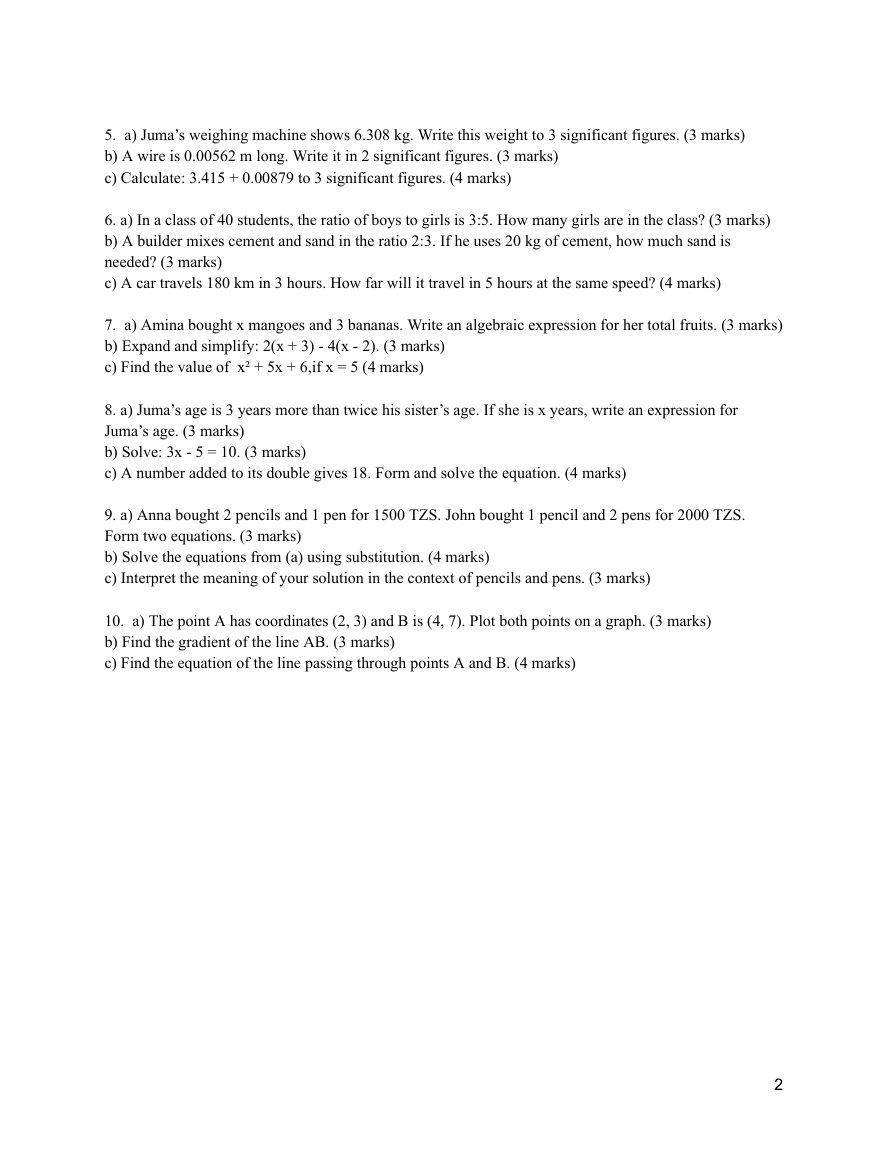 5.  a) Juma’s weighing machine shows 6.308 kg. Write this weight to 3 significant figures. (3 marks)
b) A wire is 0.00562 m long. Write it in 2 significant figures. (3 marks)
c) Calculate: 3.415 + 0.00879 to 3 significant figures. (4 marks)
6. a) In a class of 40 students, the ratio of boys to girls is 3:5. How many girls are in the class? (3 marks)
b) A builder mixes cement and sand in the ratio 2:3. If he uses 20 kg of cement, how much sand is
needed? (3 marks)
c) A car travels 180 km in 3 hours. How far will it travel in 5 hours at the same speed? (4 marks)
7.  a) Amina bought x mangoes and 3 bananas. Write an algebraic expression for her total fruits. (3 marks)
b) Expand and simplify: 2(x + 3) - 4(x - 2). (3 marks)
c) Find the value of  x² + 5x + 6,if x = 5 (4 marks)
8. a) Juma’s age is 3 years more than twice his sister’s age. If she is x years, write an expression for
Juma’s age. (3 marks)
b) Solve: 3x - 5 = 10. (3 marks)
c) A number added to its double gives 18. Form and solve the equation. (4 marks)
9. a) Anna bought 2 pencils and 1 pen for 1500 TZS. John bought 1 pencil and 2 pens for 2000 TZS.
Form two equations. (3 marks)
b) Solve the equations from (a) using substitution. (4 marks)
c) Interpret the meaning of your solution in the context of pencils and pens. (3 marks)
10.  a) The point A has coordinates (2, 3) and B is (4, 7). Plot both points on a graph. (3 marks)
b) Find the gradient of the line AB. (3 marks)
c) Find the equation of the line passing through points A and B. (4 marks)
2